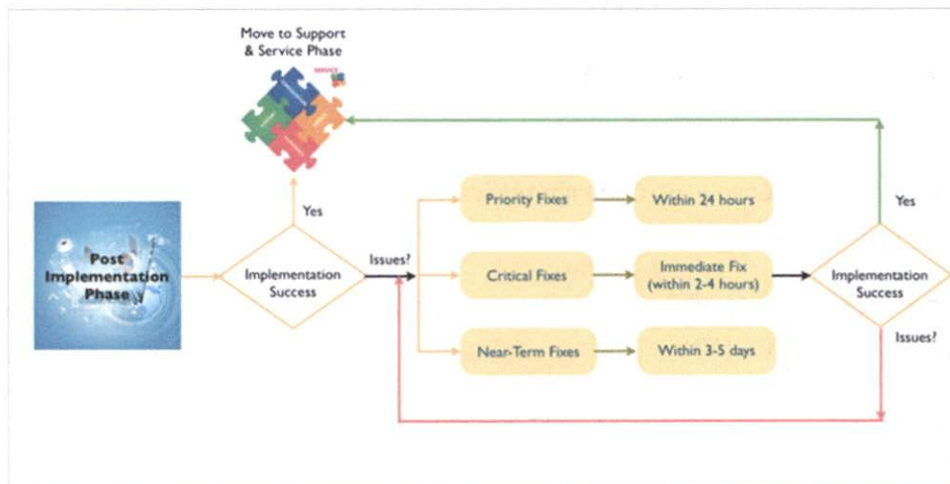 Move to Support
& Service Phase
SERVICE
Post
Implementation
Phase
Yes
Implementation
Success
Issues?
Priority Fixes
Within 24 hours
Critical Fixes
Immediate Fix
(within 2-4 hours)
Near-Term Fixes
Within 3-5 days
Yes
Implementation
Success
Issues?